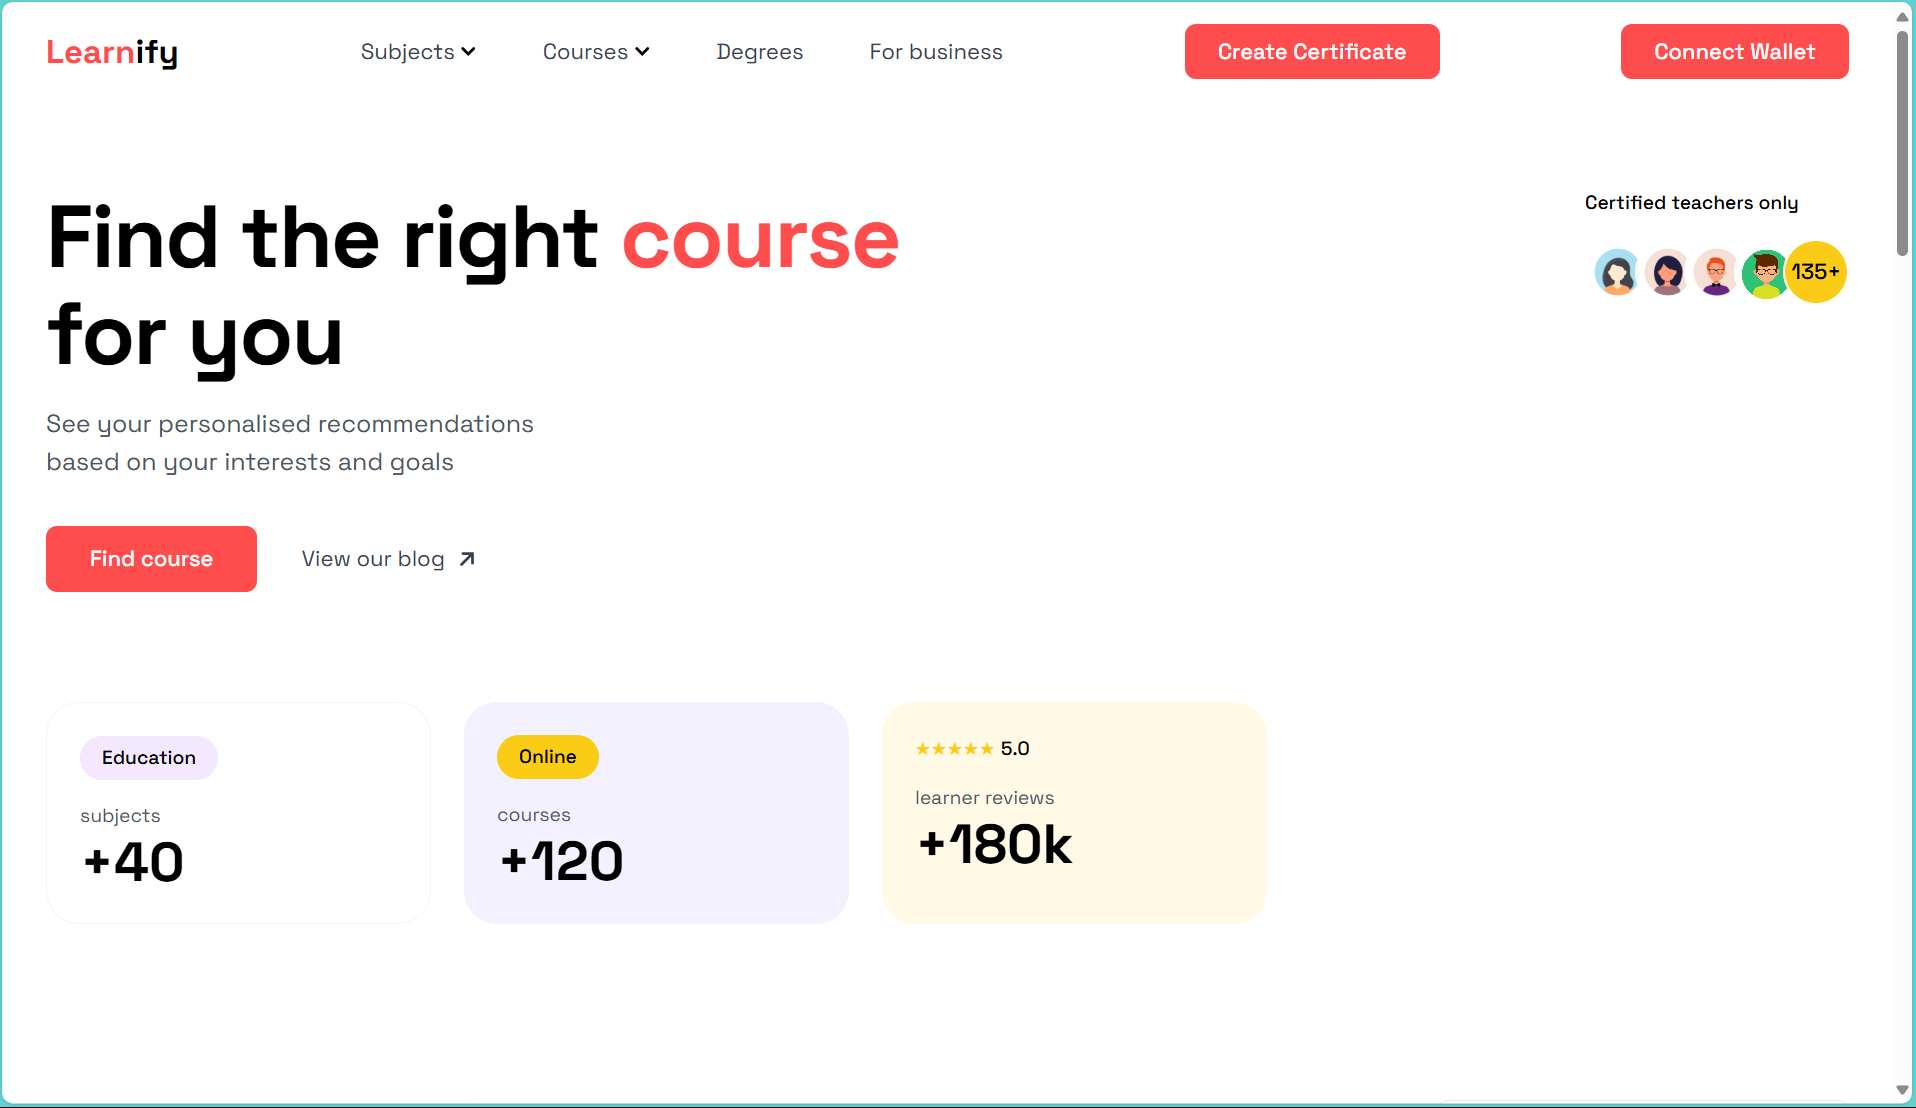 Learnify
Subjects
Courses
Degrees
For business
Create Certificate
Connect Wallet
Find the right course
for you
Certified teachers only
135+
See your personalised recommendations
based on your interests and goals
Find course
View our blog
Education
subjects
+40
Online
courses
+120
★★★★★ 5.0
learner reviews
+180k